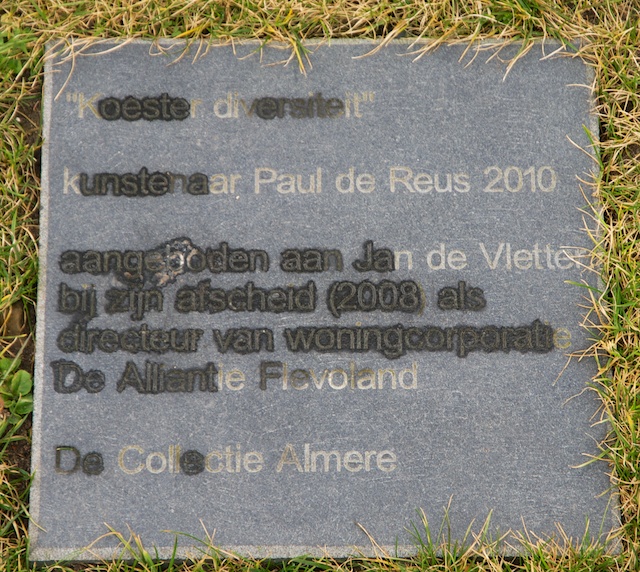 "Koester diversiteit"
kunstenaar Paul de Reus 2010
aangeboden aan Jan de Vletter
bij zijn afscheid (2008) als
directeur van woningcorporatie
De Alliantie Flevoland
De Collectie Almere